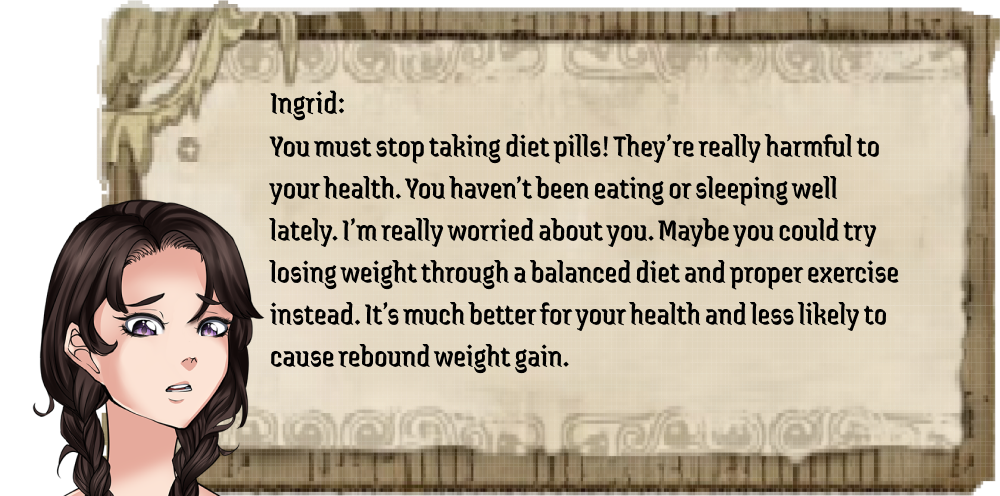 Ingrid:
You must stop taking diet pills! They're really harmful to
your health. You haven't been eating or sleeping well
lately. I'm really worried about you. Maybe you could try
losing weight through a balanced diet and proper exercise
instead. It's much better for your health and less likely to
cause rebound weight gain.